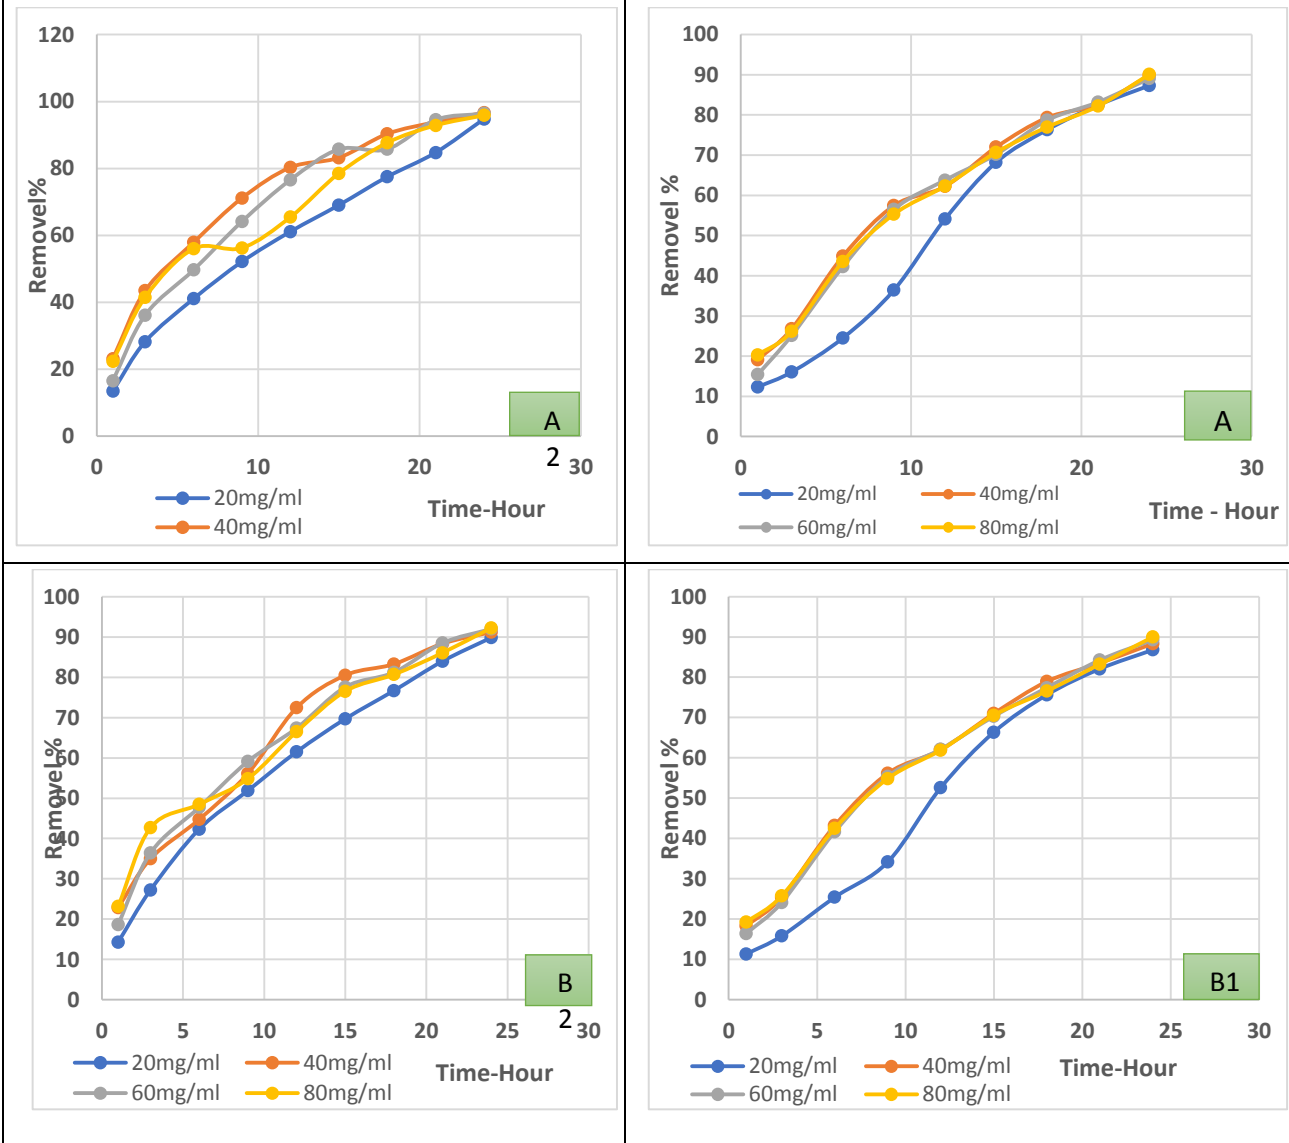 120
100
80
60
40
20
0
Removel%
0 10 20 30
A
2
Time-Hour
20mg/ml
40mg/ml
100
90
80
70
60
50
40
30
20
10
0
Removel %
0 10 20 30
A
Time - Hour
20mg/ml 40mg/ml
60mg/ml 80mg/ml
100
90
80
70
60
50
40
30
20
10
0
Removel%
0 5 10 15 20 25 30
B
2
Time-Hour
20mg/ml 40mg/ml
60mg/ml 80mg/ml
100
90
80
70
60
50
40
30
20
10
0
Removel %
0 5 10 15 20 25 30
B1
Time-Hour
20mg/ml 40mg/ml
60mg/ml 80mg/ml